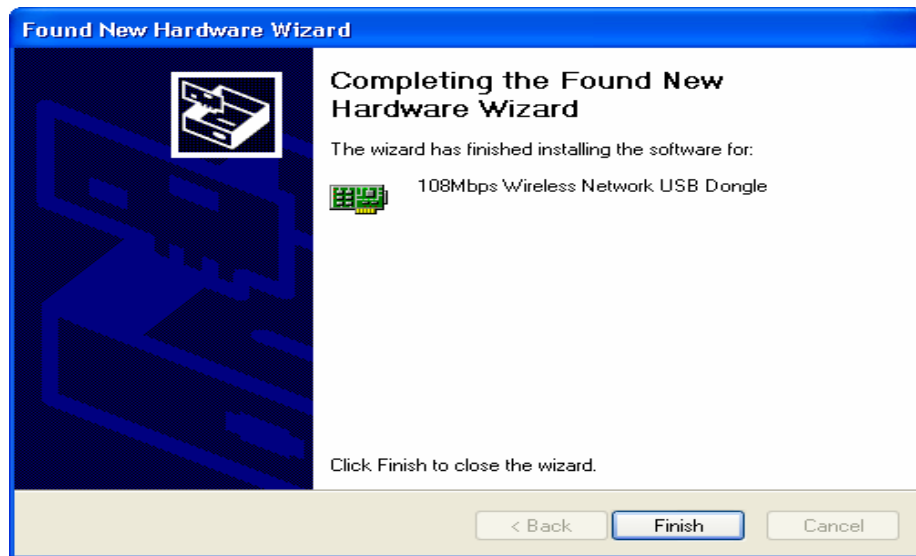 Found New Hardware Wizard
Completing the Found New
Hardware Wizard
The wizard has finished installing the software for:
108Mbps Wireless Network USB Dongle
Click Finish to close the wizard.
< Back Finish Cancel